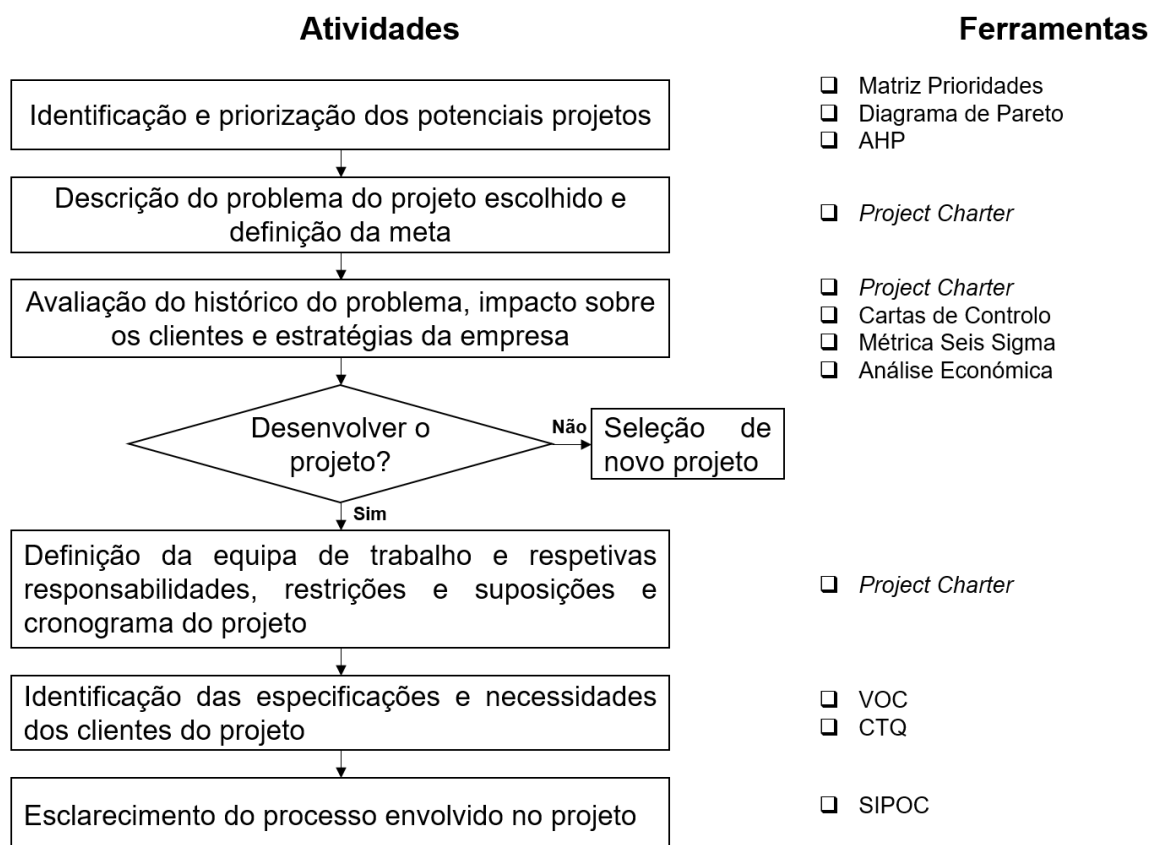 Atividades
Ferramentas
Identificação e priorização dos potenciais projetos
Matriz Prioridades
Diagrama de Pareto
AHP
Descrição do problema do projeto escolhido e
definição da meta
Project Charter
Avaliação do histórico do problema, impacto sobre
os clientes e estratégias da empresa
Project Charter
Cartas de Controlo
Métrica Seis Sigma
Análise Económica
Desenvolver o
projeto?
Não
Seleção de
novo projeto
Sim
Definição da equipa de trabalho e respetivas
responsabilidades, restrições e suposições e
cronograma do projeto
Project Charter
Identificação das especificações e necessidades
dos clientes do projeto
VOC
CTQ
Esclarecimento do processo envolvido no projeto
SIPOC